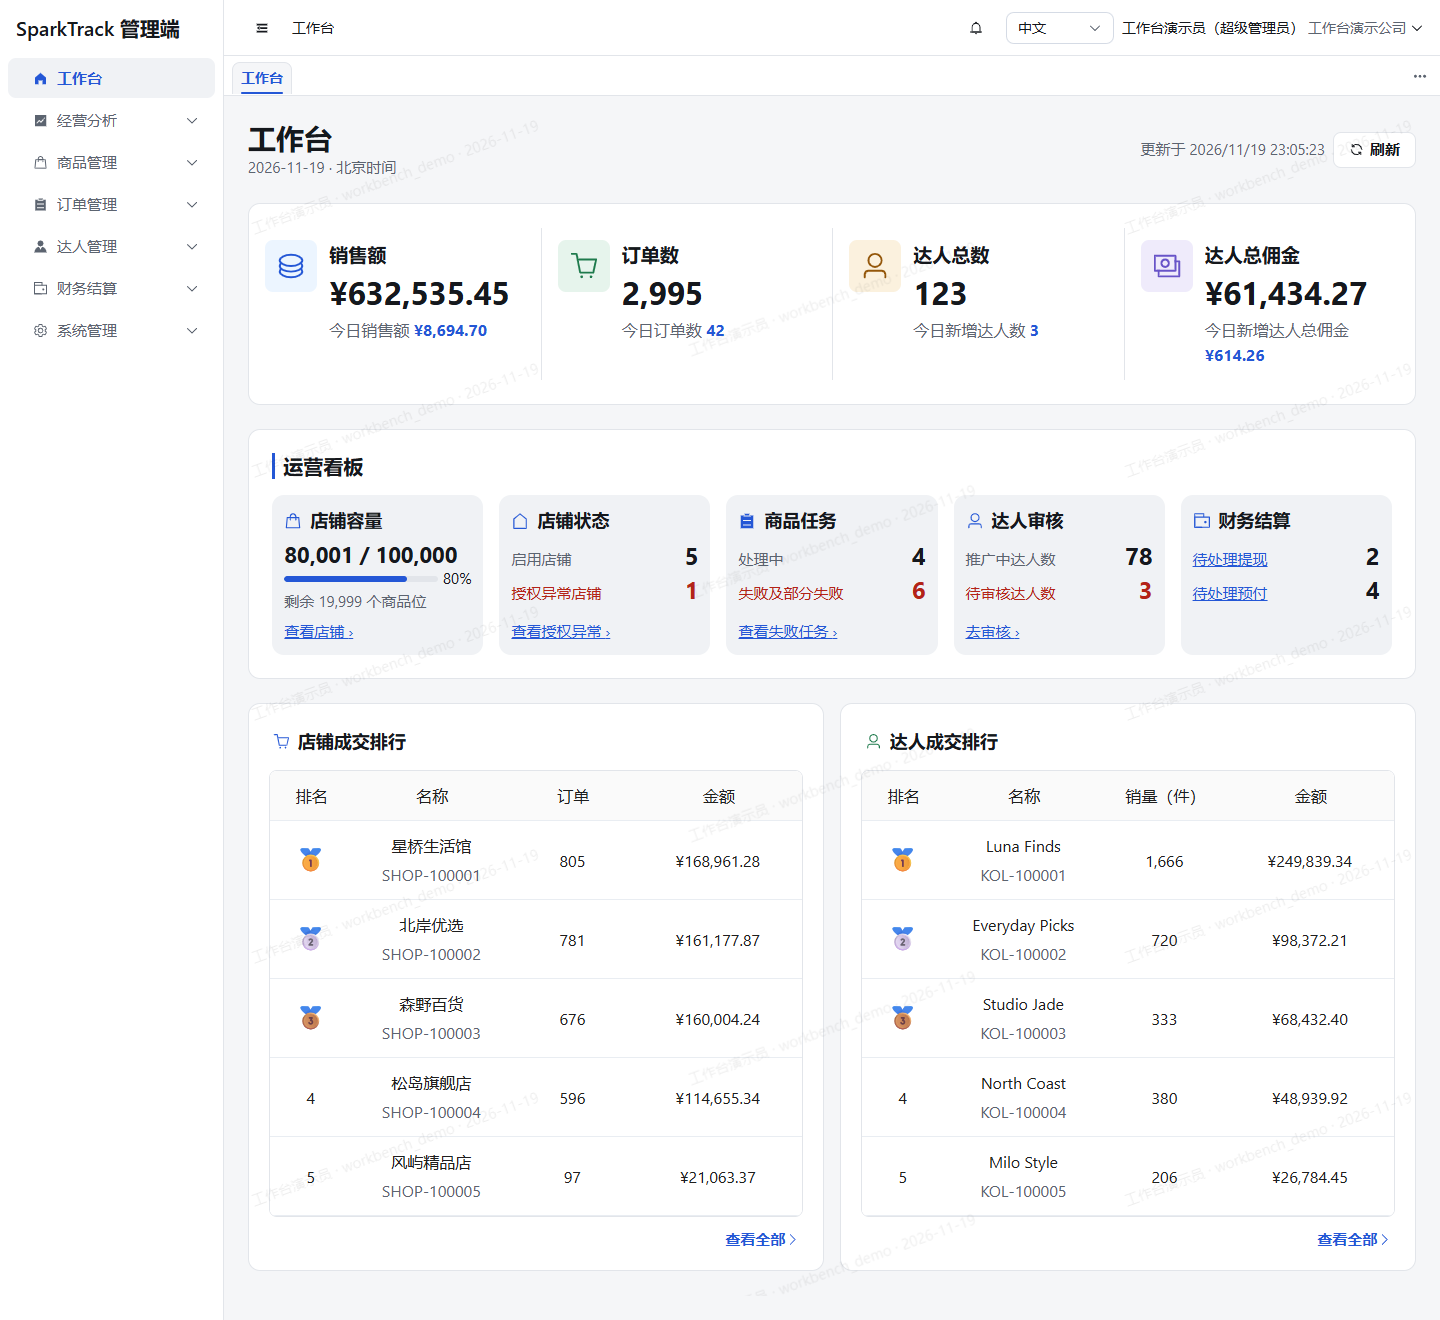 SparkTrack 管理端
工作台
经营分析
商品管理
订单管理
达人管理
财务结算
系统管理
工作台
中文
工作台演示员（超级管理员） 工作台演示公司
工作台
工作台
2026-11-19 · 北京时间
更新于 2026/11/19 23:05:23
刷新
销售额
¥632,535.45
今日销售额 ¥8,694.70
订单数
2,995
今日订单数 42
达人总数
123
今日新增达人数 3
达人总佣金
¥61,434.27
今日新增达人总佣金
¥614.26
运营看板
店铺容量
80,001 / 100,000
80%
剩余 19,999 个商品位
查看店铺 ›
店铺状态
启用店铺 5
授权异常店铺 1
查看授权异常 ›
商品任务
处理中 4
失败及部分失败 6
查看失败任务 ›
达人审核
推广中达人数 78
待审核达人数 3
去审核 ›
财务结算
待处理提现 2
待处理预付 4
店铺成交排行
排名 名称 订单 金额
1 星桥生活馆 805 ¥168,961.28
SHOP-100001
2 北岸优选 781 ¥161,177.87
SHOP-100002
3 森野百货 676 ¥160,004.24
SHOP-100003
4 松岛旗舰店 596 ¥114,655.34
SHOP-100004
5 风屿精品店 97 ¥21,063.37
SHOP-100005
查看全部
达人成交排行
排名 名称 销量（件） 金额
1 Luna Finds 1,666 ¥249,839.34
KOL-100001
2 Everyday Picks 720 ¥98,372.21
KOL-100002
3 Studio Jade 333 ¥68,432.40
KOL-100003
4 North Coast 380 ¥48,939.92
KOL-100004
5 Milo Style 206 ¥26,784.45
KOL-100005
查看全部
工作台演示员 · workbench_demo · 2026-11-19